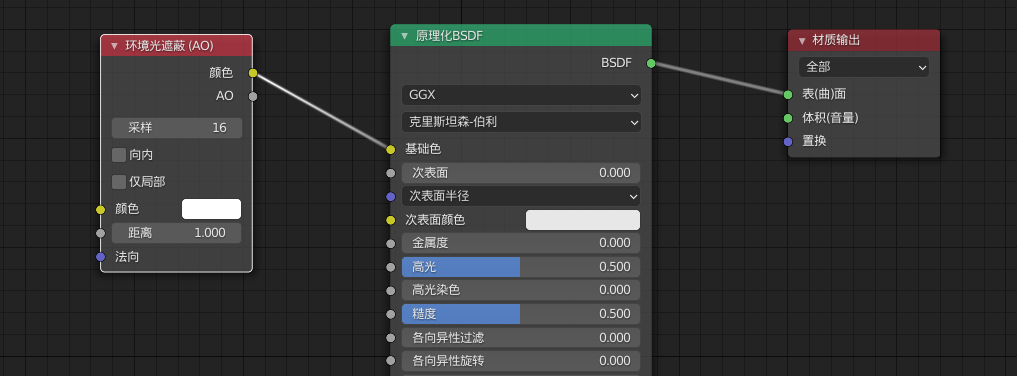 环境光遮蔽 (AO)
颜色
AO
采样 16
向内
仅局部
颜色
距离 1.000
法向
原理化BSDF
BSDF
GGX
克里斯坦森-伯利
基础色
次表面 0.000
次表面半径
次表面颜色
金属度 0.000
高光 0.500
高光染色 0.000
糙度 0.500
各向异性过滤 0.000
各向异性旋转 0.000
材质输出
全部
表(曲)面
体积(音量)
置换